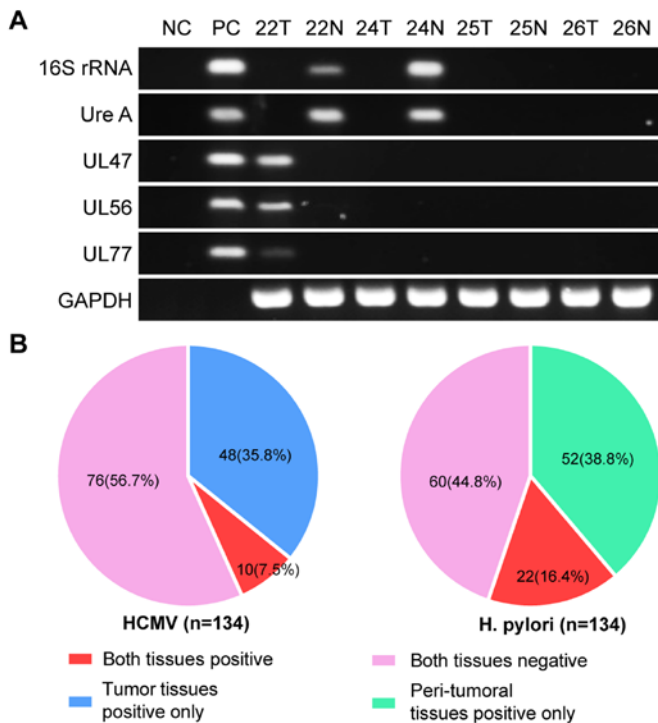 A
NC PC 22T 22N 24T 24N 25T 25N 26T 26N
16S rRNA
Ure A
UL47
UL56
UL77
GAPDH
B
76(56.7%)
48(35.8%)
10(7.5%)
HCMV (n=134)
60(44.8%)
52(38.8%)
22(16.4%)
H. pylori (n=134)
Both tissues positive
Tumor tissues
positive only
Both tissues negative
Peri-tumoral
tissues positive only